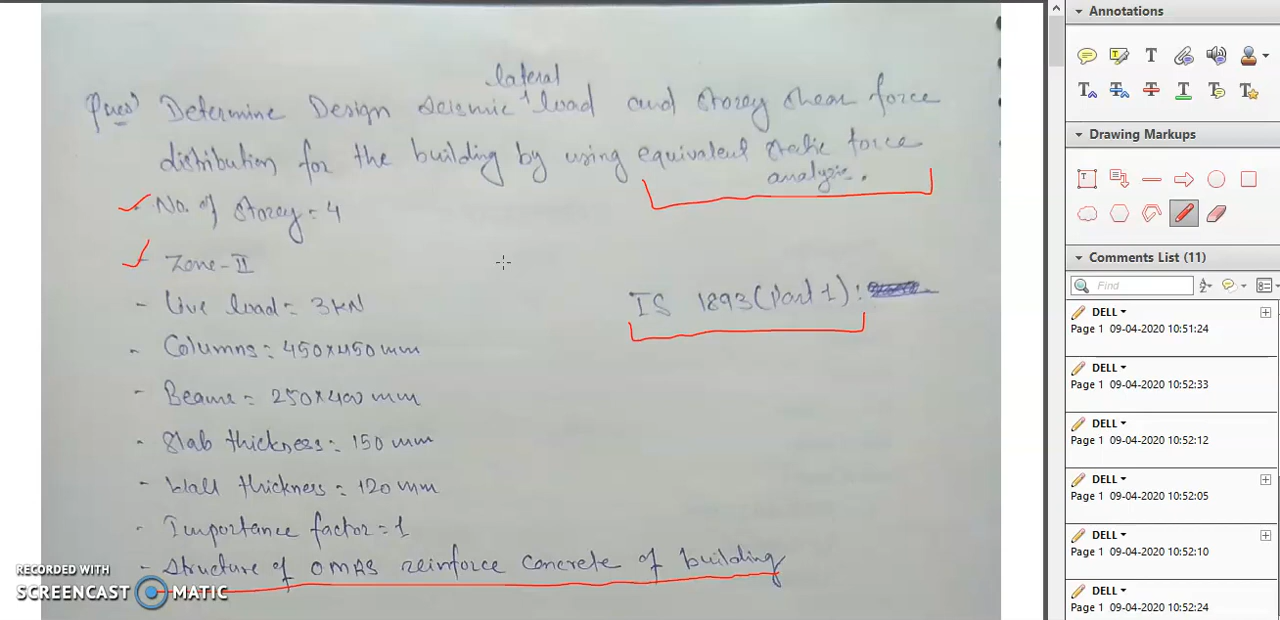 lateral
Ques) Determine Design seismic load and storey shear force
distribution for the building by using equivalent static force
analysis.
- No. of storey = 4
- Zone-II
- Live load = 3kN
IS 1893 (Part 1):
- Columns = 450x450 mm
- Beams = 250x400 mm
- Slab thickness = 150 mm
- Wall thickness = 120 mm
- Importance factor = 1
- Structure of OMRS reinforce concrete of building
RECORDED WITH
SCREENCAST MATIC
Annotations
T
Drawing Markups
Comments List (11)
Find
DELL
Page 1 09-04-2020 10:51:24
DELL
Page 1 09-04-2020 10:52:33
DELL
Page 1 09-04-2020 10:52:12
DELL
Page 1 09-04-2020 10:52:05
DELL
Page 1 09-04-2020 10:52:10
DELL
Page 1 09-04-2020 10:52:24